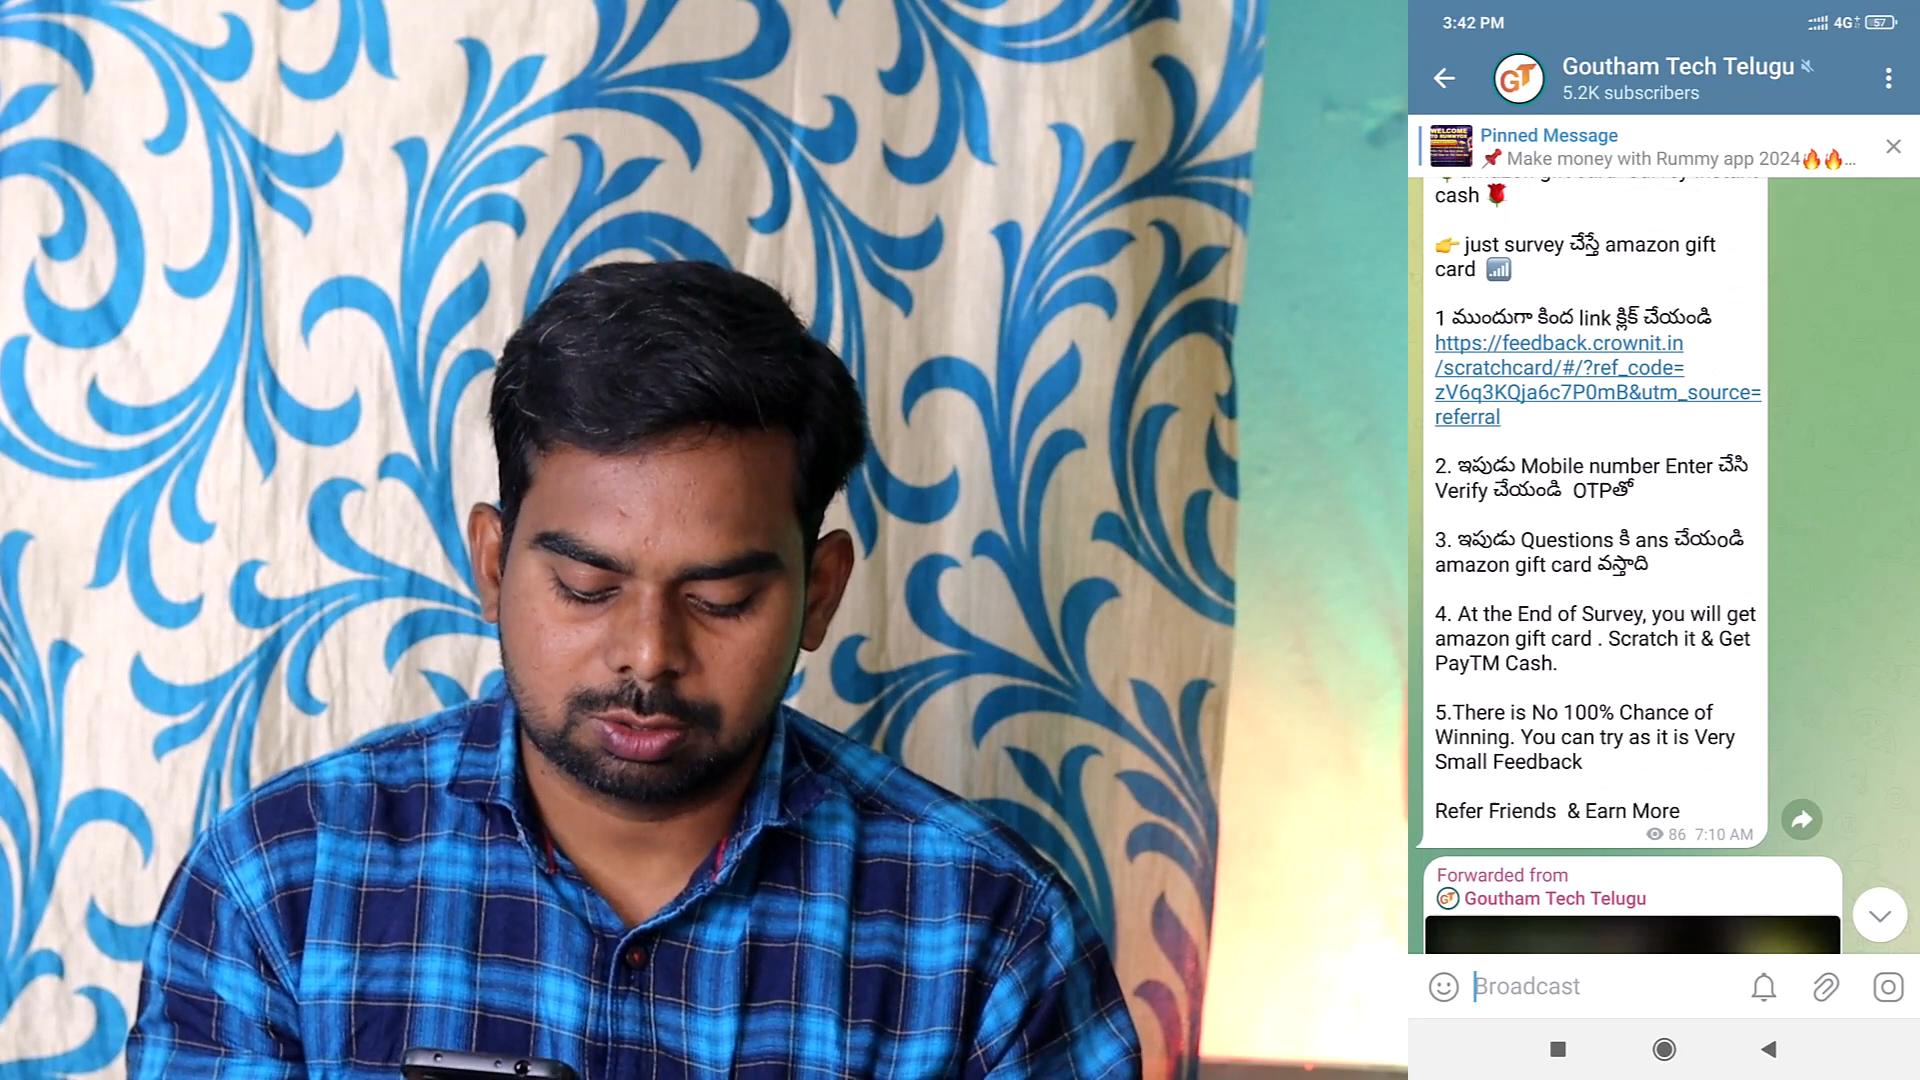 3:42 PM
4G+ 57
Goutham Tech Telugu
5.2K subscribers
WELCOME
Pinned Message
📌 Make money with Rummy app 2024🔥🔥...
cash 🌹
👉 just survey చేస్తే amazon gift
card 📶
1 ముందుగా కింద link క్లిక్ చేయండి
https://feedback.crownit.in
/scratchcard/#/?ref_code=
zV6q3KQja6c7P0mB&utm_source=
referral
2. ఇపుడు Mobile number Enter చేసి
Verify చేయండి  OTPతో
3. ఇపుడు Questions కి ans చేయండి
amazon gift card వస్తాది
4. At the End of Survey, you will get
amazon gift card . Scratch it & Get
PayTM Cash.
5.There is No 100% Chance of
Winning. You can try as it is Very
Small Feedback
Refer Friends  & Earn More
86 7:10 AM
Forwarded from
GT Goutham Tech Telugu
Broadcast